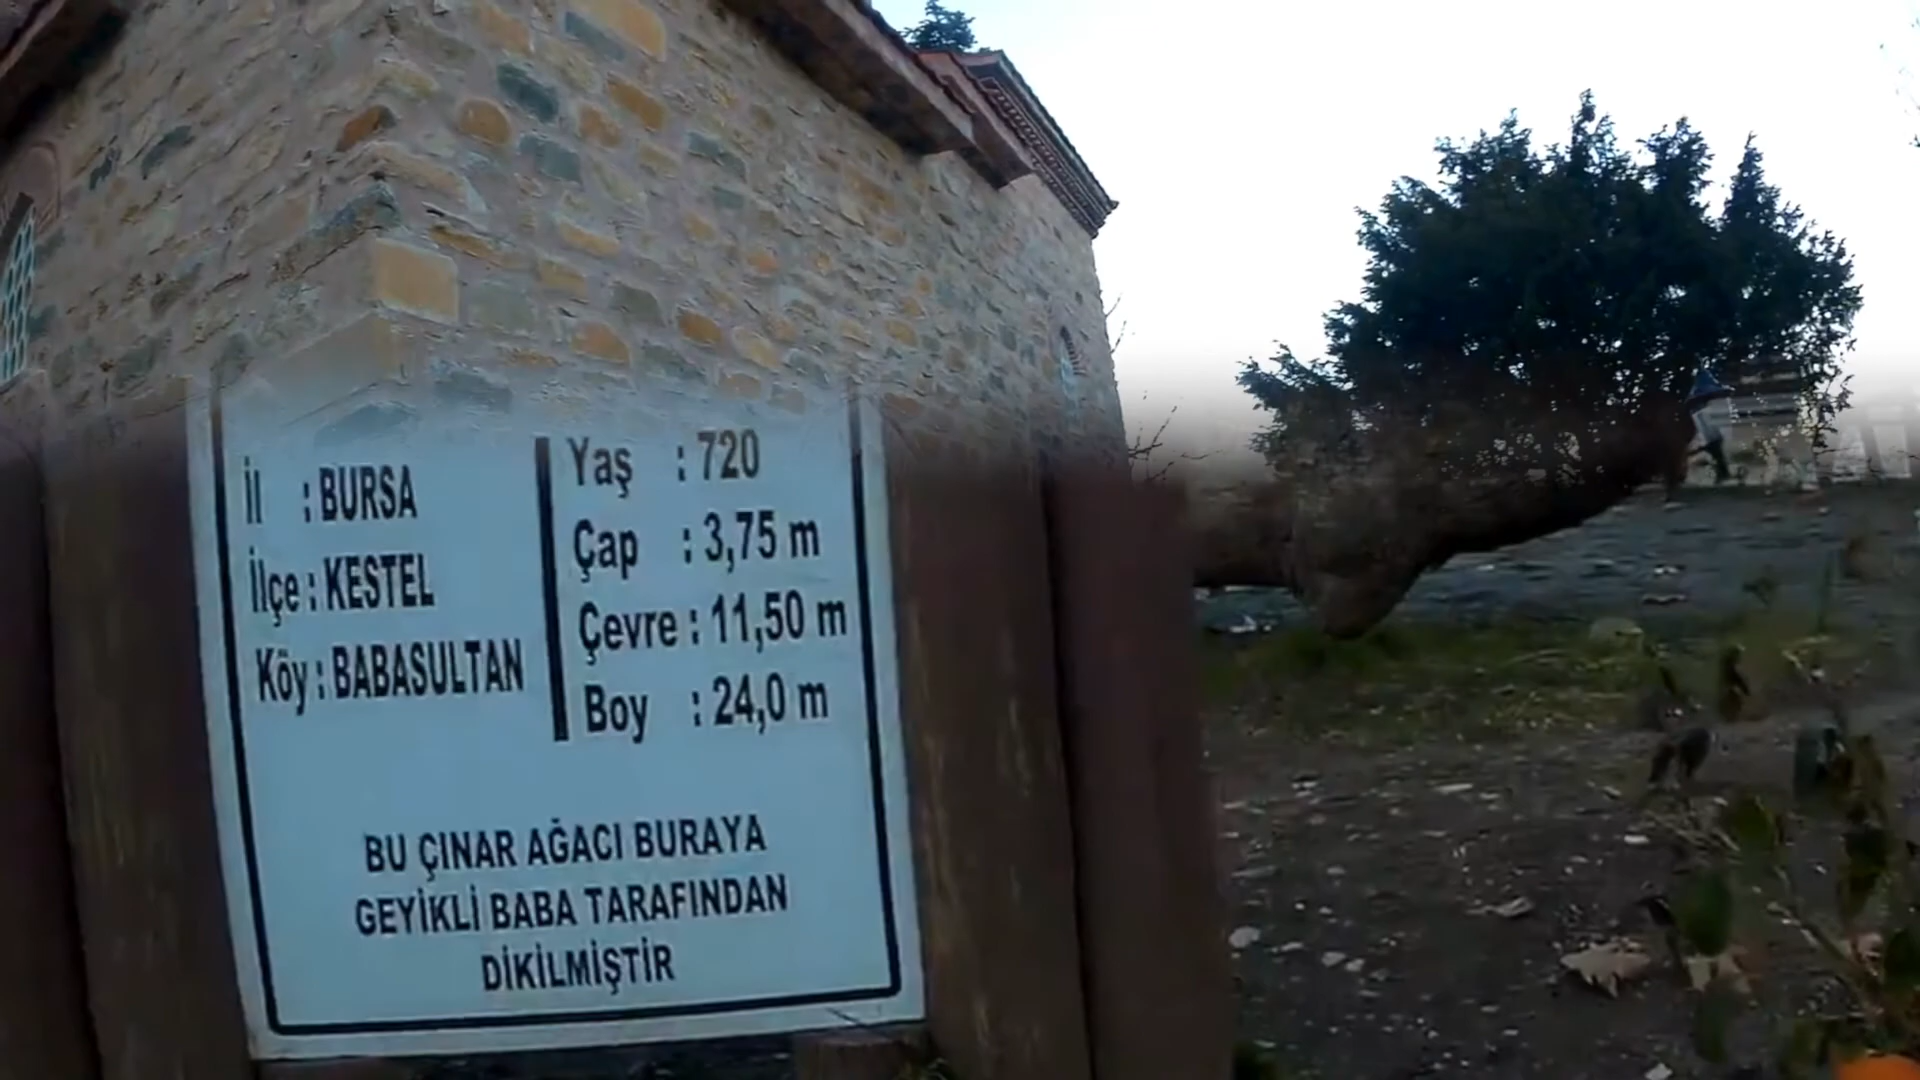 İl : BURSA
İlçe : KESTEL
Köy : BABASULTAN
Yaş : 720
Çap : 3,75 m
Çevre : 11,50 m
Boy : 24,0 m
BU ÇINAR AĞACI BURAYA
GEYİKLİ BABA TARAFINDAN
DİKİLMİŞTİR